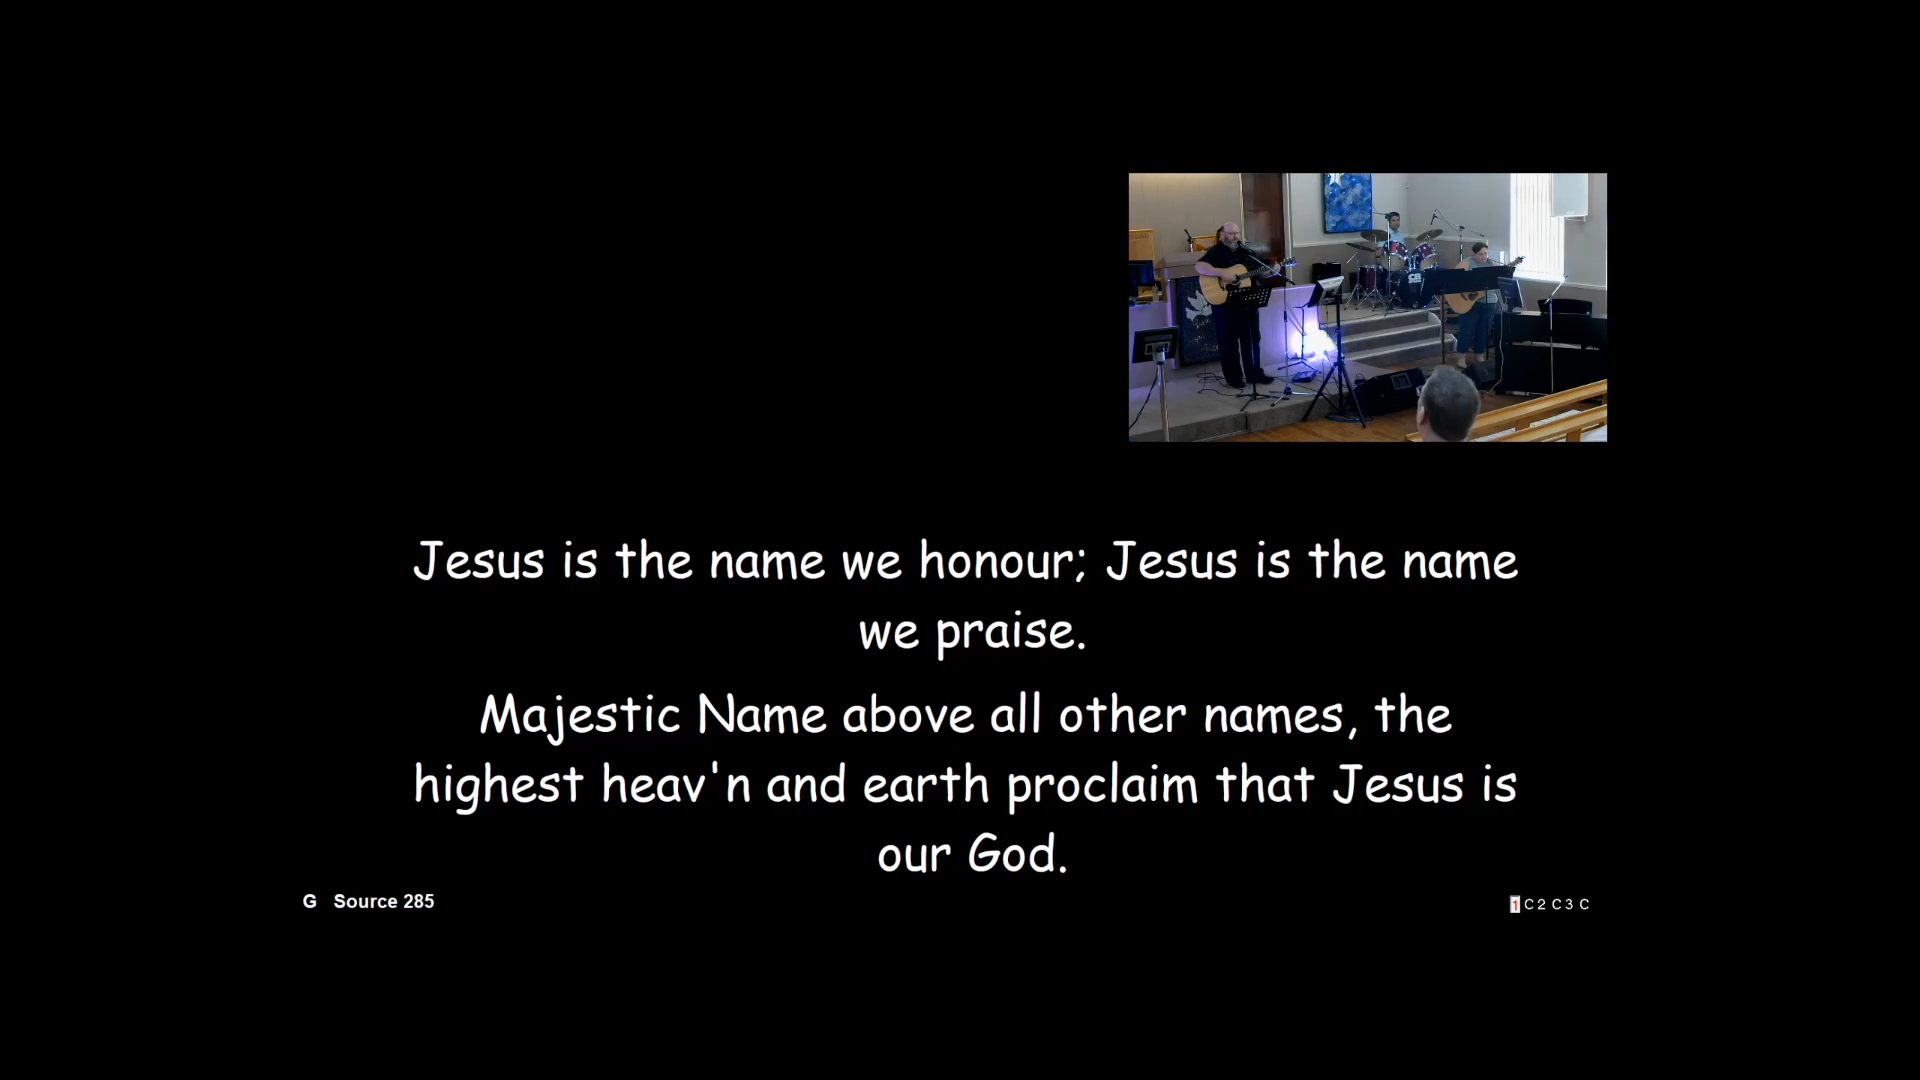 Jesus is the name we honour; Jesus is the name
we praise.
Majestic Name above all other names, the
highest heav'n and earth proclaim that Jesus is
our God.
G Source 285
1 C 2 C 3 C